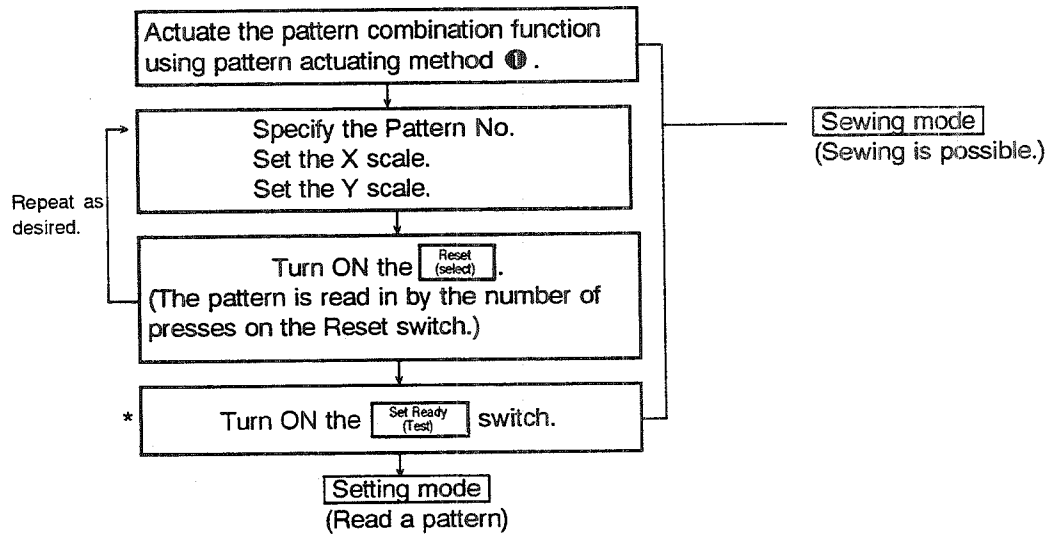 Actuate the pattern combination function
using pattern actuating method ❶ .
Specify the Pattern No.
Set the X scale.
Set the Y scale.
Sewing mode
(Sewing is possible.)
Repeat as
desired.
Turn ON the Reset (select) .
(The pattern is read in by the number of
presses on the Reset switch.)
* Turn ON the Set Ready (Test) switch.
Setting mode
(Read a pattern)